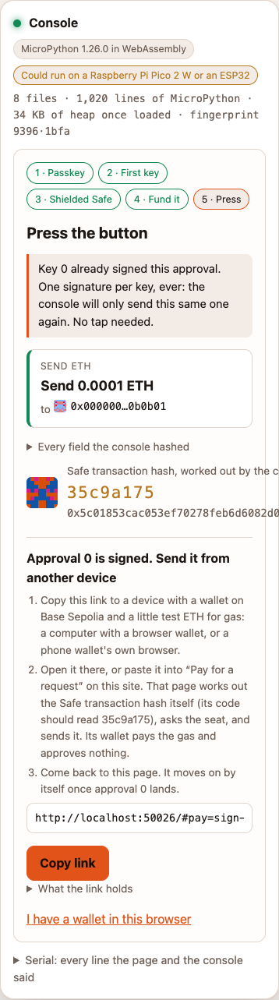 Console
MicroPython 1.26.0 in WebAssembly
Could run on a Raspberry Pi Pico 2 W or an ESP32
8 files · 1,020 lines of MicroPython ·
34 KB of heap once loaded · fingerprint
9396·1bfa
1 · Passkey
2 · First key
3 · Shielded Safe
4 · Fund it
5 · Press
Press the button
Key 0 already signed this approval.
One signature per key, ever: the
console will only send this same one
again. No tap needed.
SEND ETH
Send 0.0001 ETH
to 0x000000…0b0b01
▶ Every field the console hashed
Safe transaction hash, worked out by the c
35c9a175
0x5c01853cac053ef70278feb6d6082d0
Approval 0 is signed. Send it from
another device
1. Copy this link to a device with a wallet on
Base Sepolia and a little test ETH for gas:
a computer with a browser wallet, or a
phone wallet's own browser.
2. Open it there, or paste it into “Pay for a
request” on this site. That page works out
the Safe transaction hash itself (its code
should read 35c9a175), asks the seat, and
sends it. Its wallet pays the gas and
approves nothing.
3. Come back to this page. It moves on by
itself once approval 0 lands.
http://localhost:50026/#pay=sign-
Copy link
▶ What the link holds
I have a wallet in this browser
▶ Serial: every line the page and the console
said